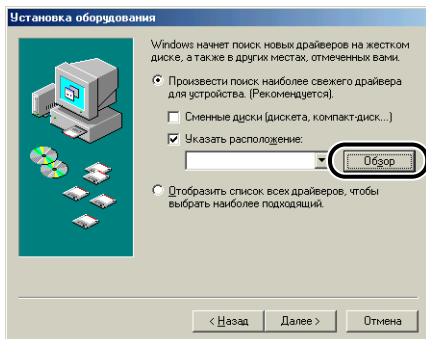 Установка оборудования
Windows начнет поиск новых драйверов на жестком
диске, а также в других местах, отмеченных вами.
Произвести поиск наиболее свежего драйвера
для устройства. (Рекомендуется).
Сменные диски (дискета, компакт-диск...)
Указать расположение:
Обзор
Отобразить список всех драйверов, чтобы
выбрать наиболее подходящий.
< Назад Далее > Отмена